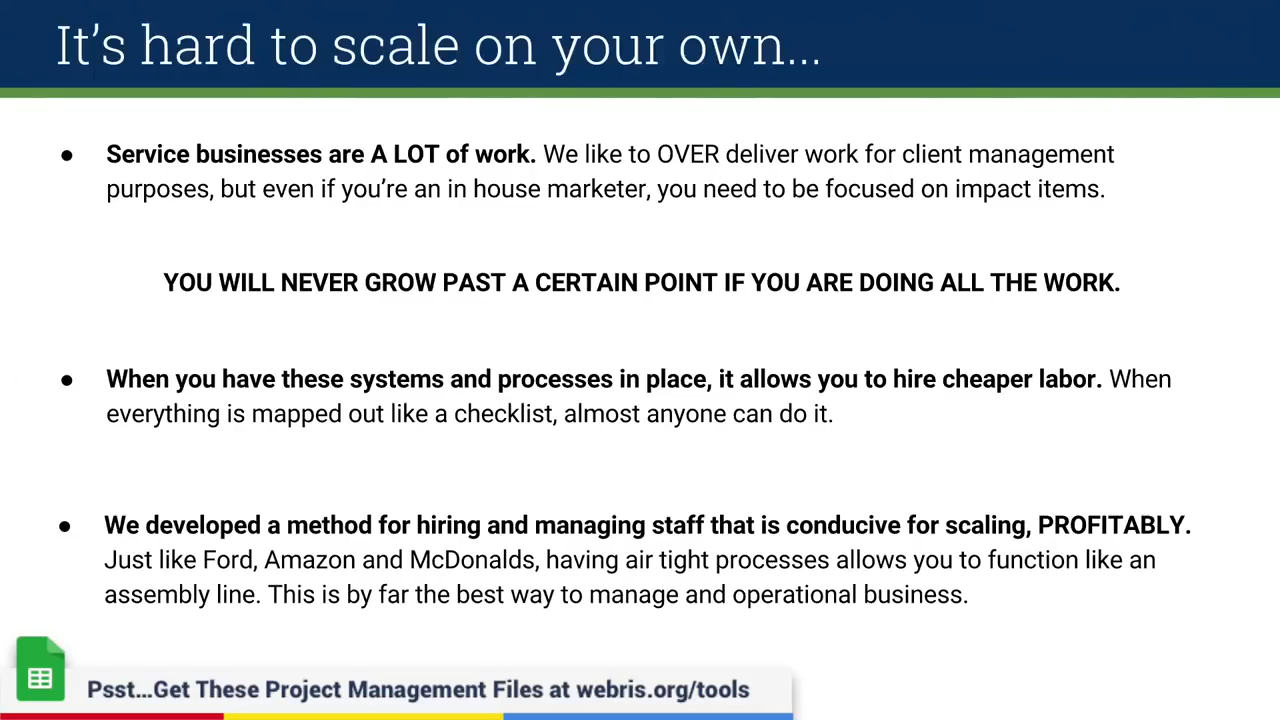 It’s hard to scale on your own...
● Service businesses are A LOT of work. We like to OVER deliver work for client management
purposes, but even if you’re an in house marketer, you need to be focused on impact items.
YOU WILL NEVER GROW PAST A CERTAIN POINT IF YOU ARE DOING ALL THE WORK.
● When you have these systems and processes in place, it allows you to hire cheaper labor. When
everything is mapped out like a checklist, almost anyone can do it.
● We developed a method for hiring and managing staff that is conducive for scaling, PROFITABLY.
Just like Ford, Amazon and McDonalds, having air tight processes allows you to function like an
assembly line. This is by far the best way to manage and operational business.
Psst...Get These Project Management Files at webris.org/tools